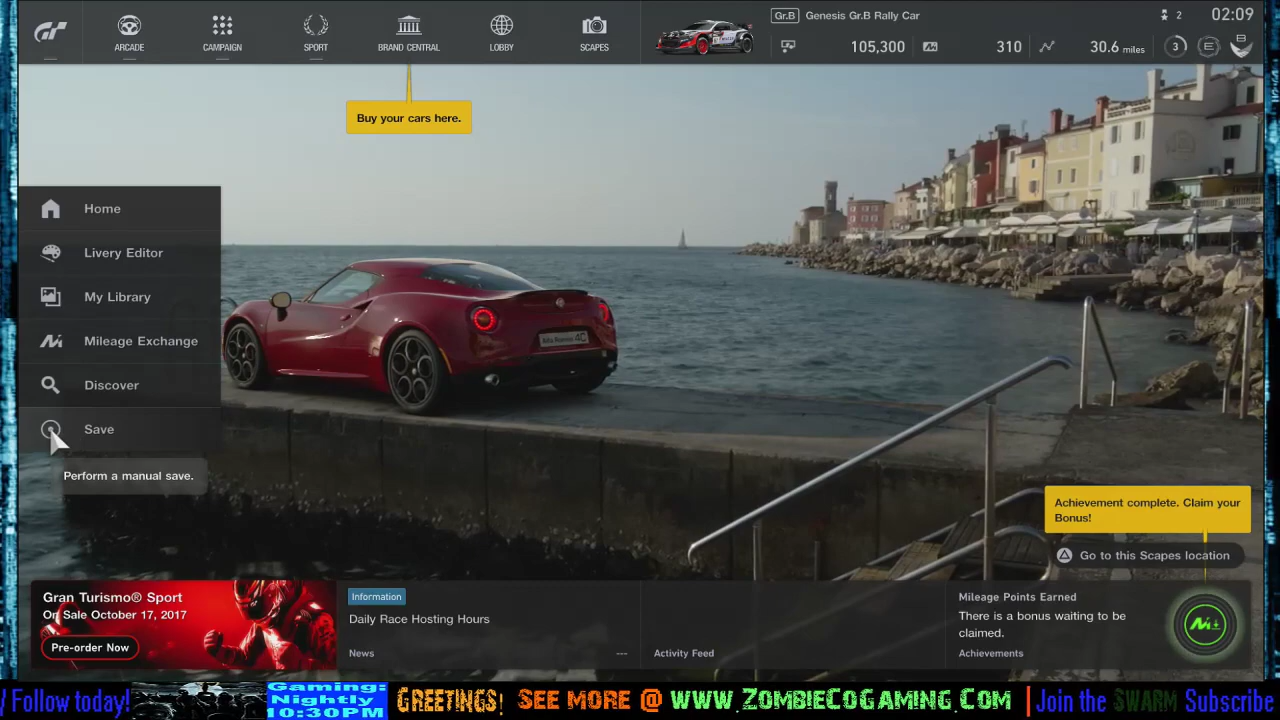 GT
ARCADE
CAMPAIGN
SPORT
BRAND CENTRAL
LOBBY
SCAPES
Gr.B Genesis Gr.B Rally Car
2
02:09
105,300
310
30.6 miles
3
E
B
Buy your cars here.
Home
Livery Editor
My Library
Mileage Exchange
Discover
Save
Perform a manual save.
Alfa Romeo 4C
Achievement complete. Claim your
Bonus!
Go to this Scapes location
Gran Turismo® Sport
On Sale October 17, 2017
Pre-order Now
Information
Daily Race Hosting Hours
News
---
Activity Feed
Mileage Points Earned
There is a bonus waiting to be
claimed.
Achievements
/ Follow today!
Gaming:
Nightly
10:30PM
GREETINGS! SEE MORE @ WWW.ZOMBIECOGAMING.COM | Join the SWARM Subscribe